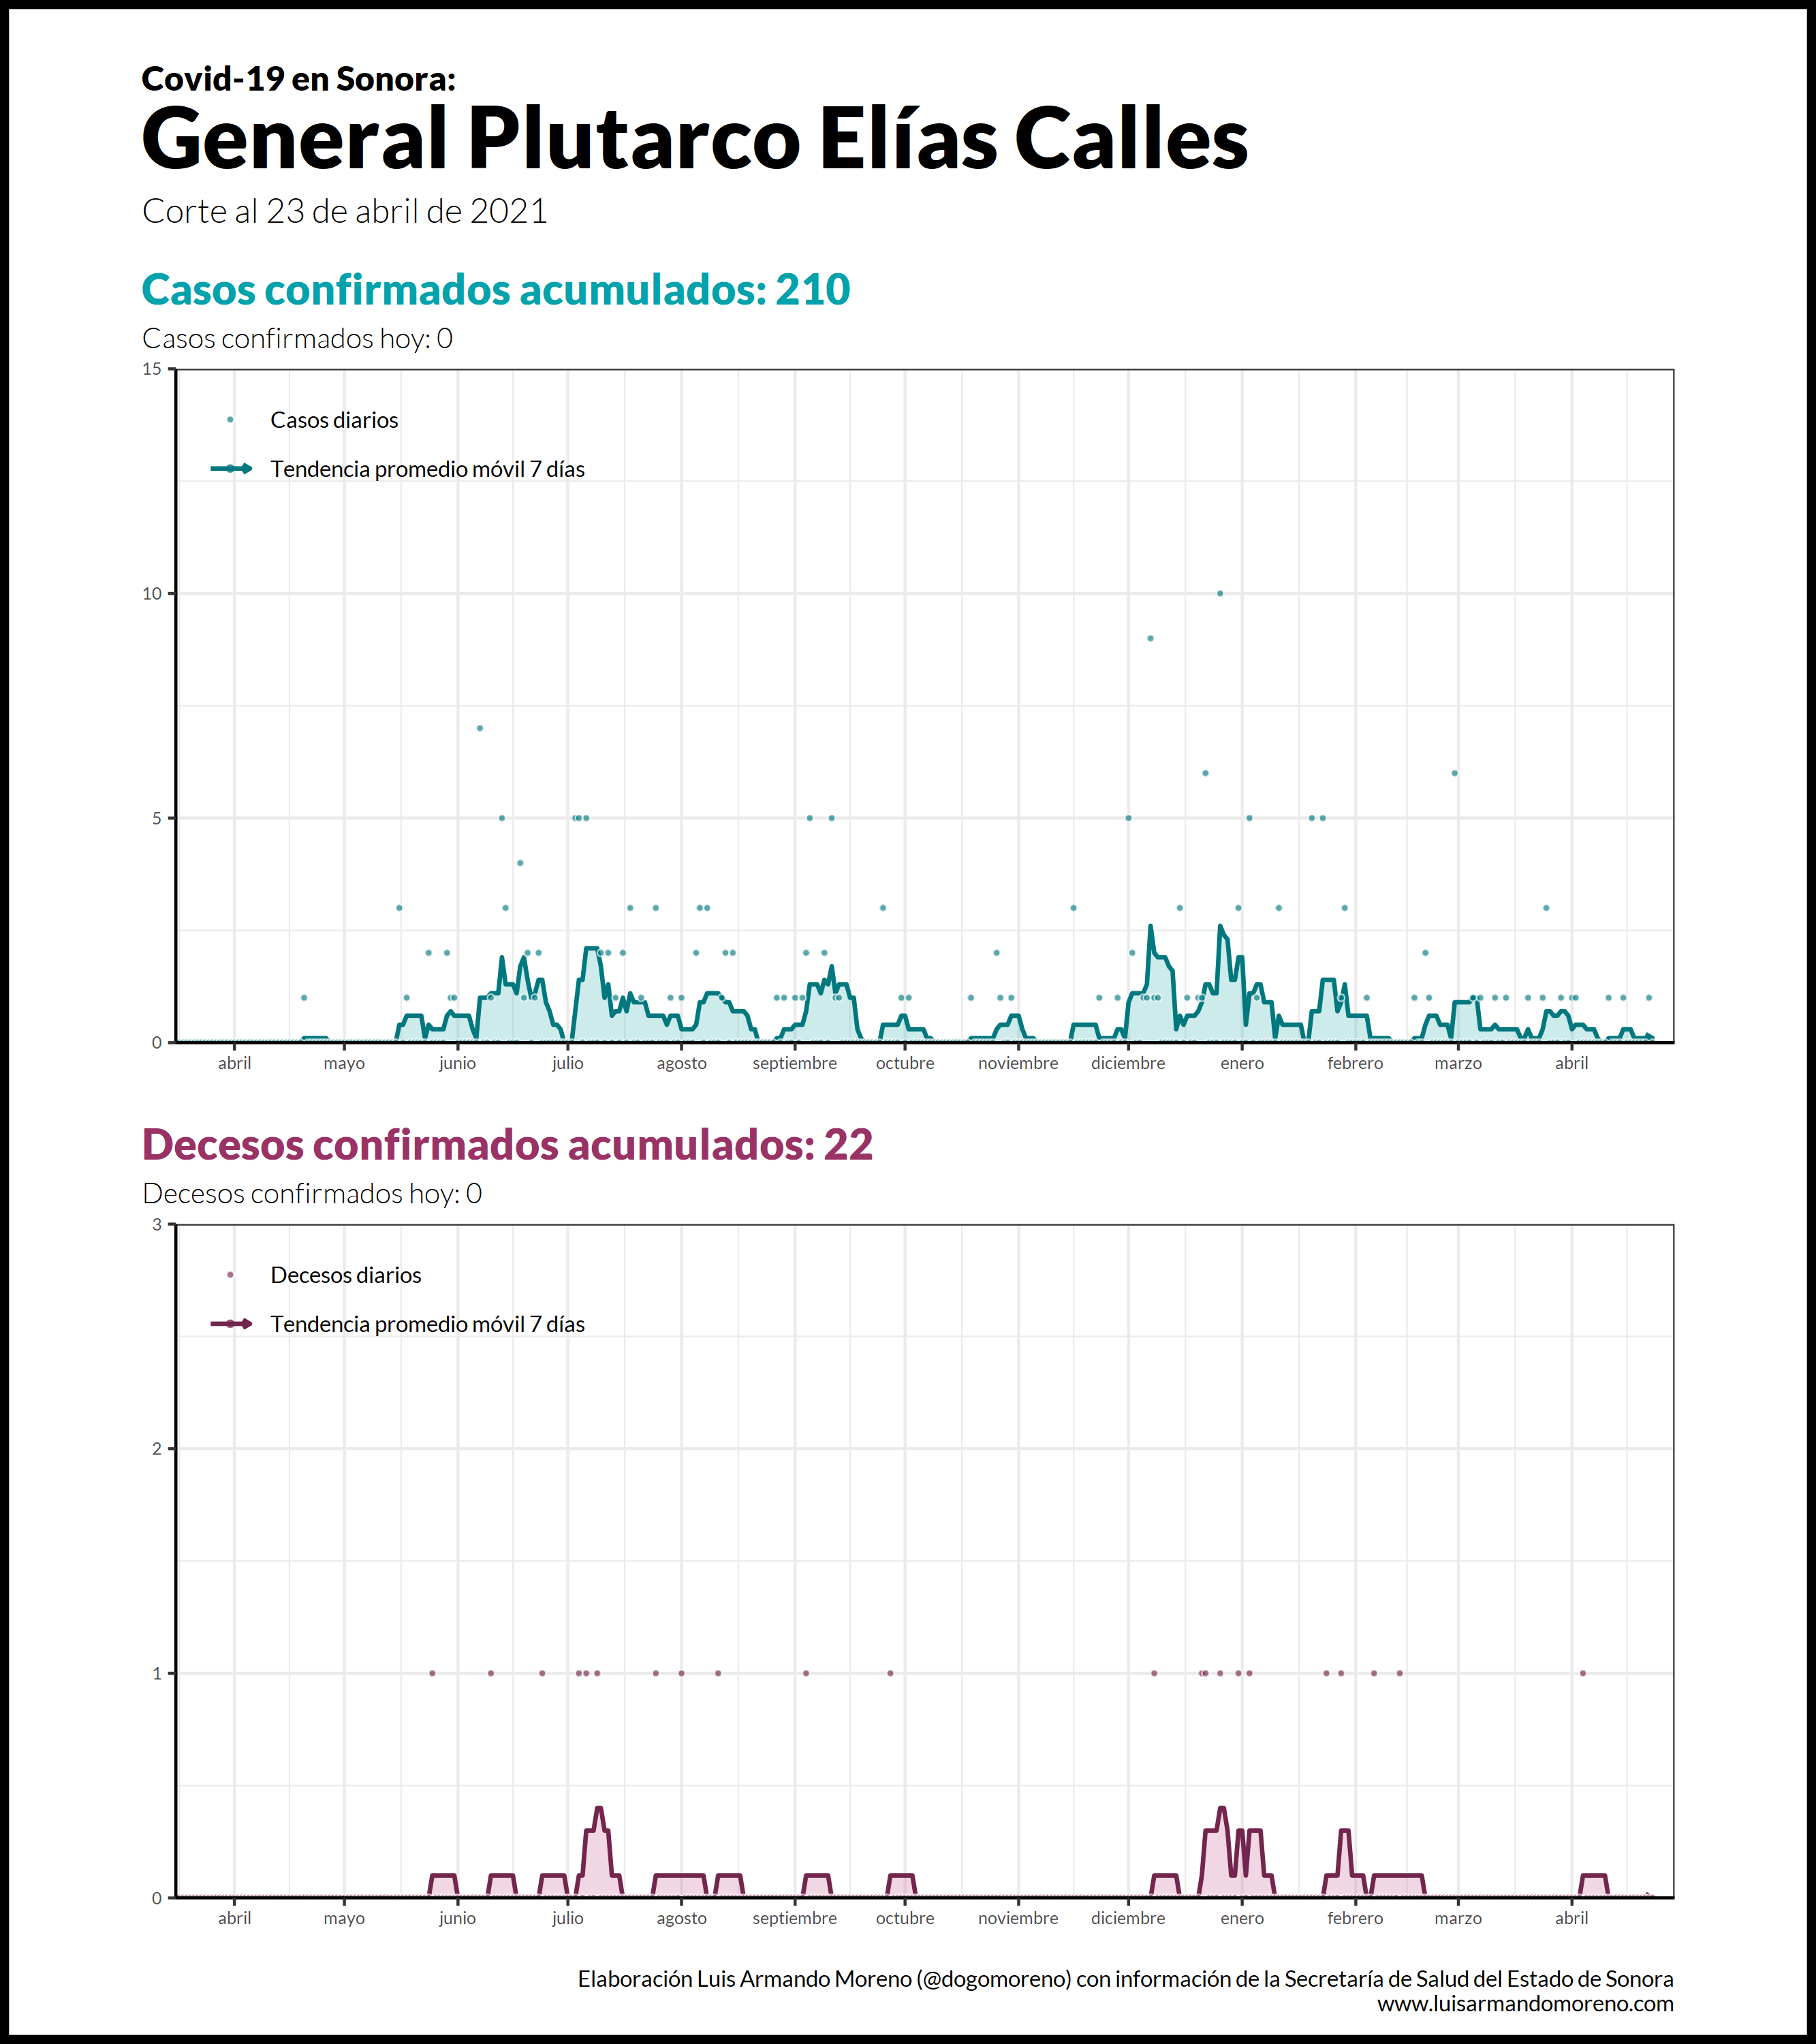 Covid-19 en Sonora:
General Plutarco Elías Calles
Corte al 23 de abril de 2021
Casos confirmados acumulados: 210
Casos confirmados hoy: 0
15
Casos diarios
Tendencia promedio móvil 7 días
10
5
0
abril mayo junio julio agosto septiembre octubre noviembre diciembre enero febrero marzo abril
Decesos confirmados acumulados: 22
Decesos confirmados hoy: 0
3
Decesos diarios
Tendencia promedio móvil 7 días
2
1
0
abril mayo junio julio agosto septiembre octubre noviembre diciembre enero febrero marzo abril
Elaboración Luis Armando Moreno (@dogomoreno) con información de la Secretaría de Salud del Estado de Sonora
www.luisarmandomoreno.com